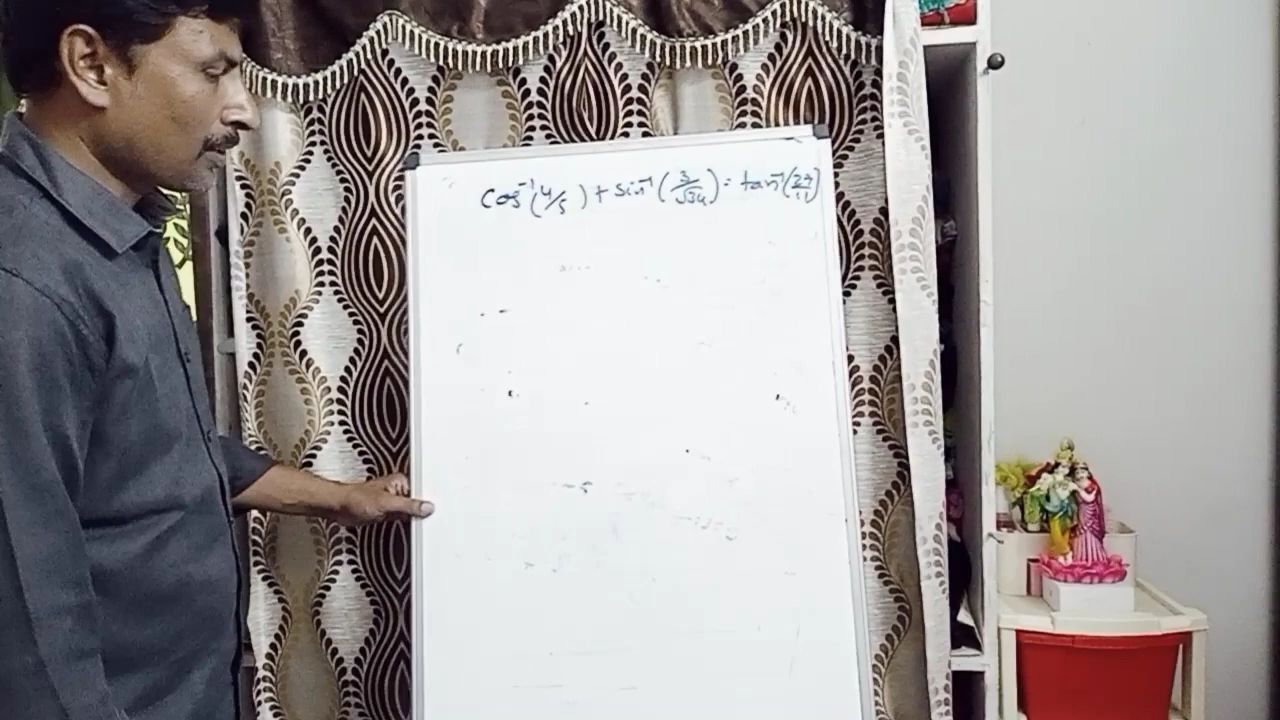 cos⁻¹(4/5) + sin⁻¹(3/√34) = tan⁻¹(27/11)